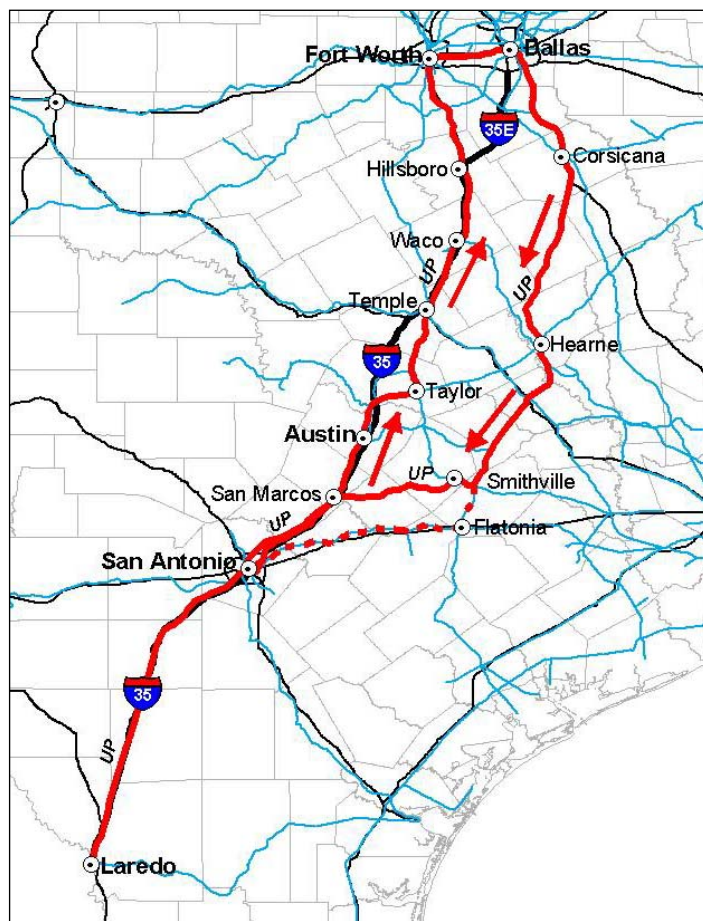 Fort Worth
Dallas
35E
Hillsboro
Corsicana
Waco
UP
UP
Temple
Hearne
35
Taylor
Austin
UP
Smithville
San Marcos
UP
Flatonia
San Antonio
35
UP
Laredo